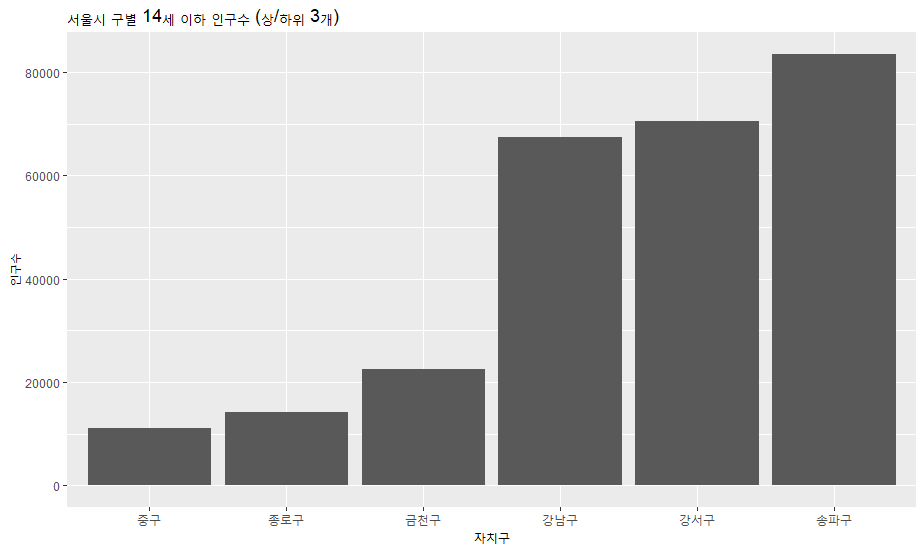 서울시 구별 14세 이하 인구수 (상/하위 3개)
인구수
80000
60000
40000
20000
0
중구 종로구 금천구 강남구 강서구 송파구
자치구